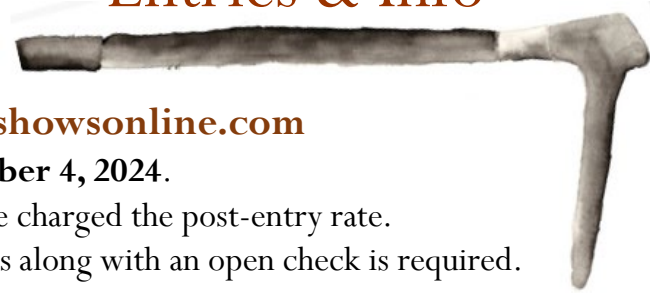 Entries & Info
showsonline.com
ber 4, 2024.
e charged the post-entry rate.
s along with an open check is required.